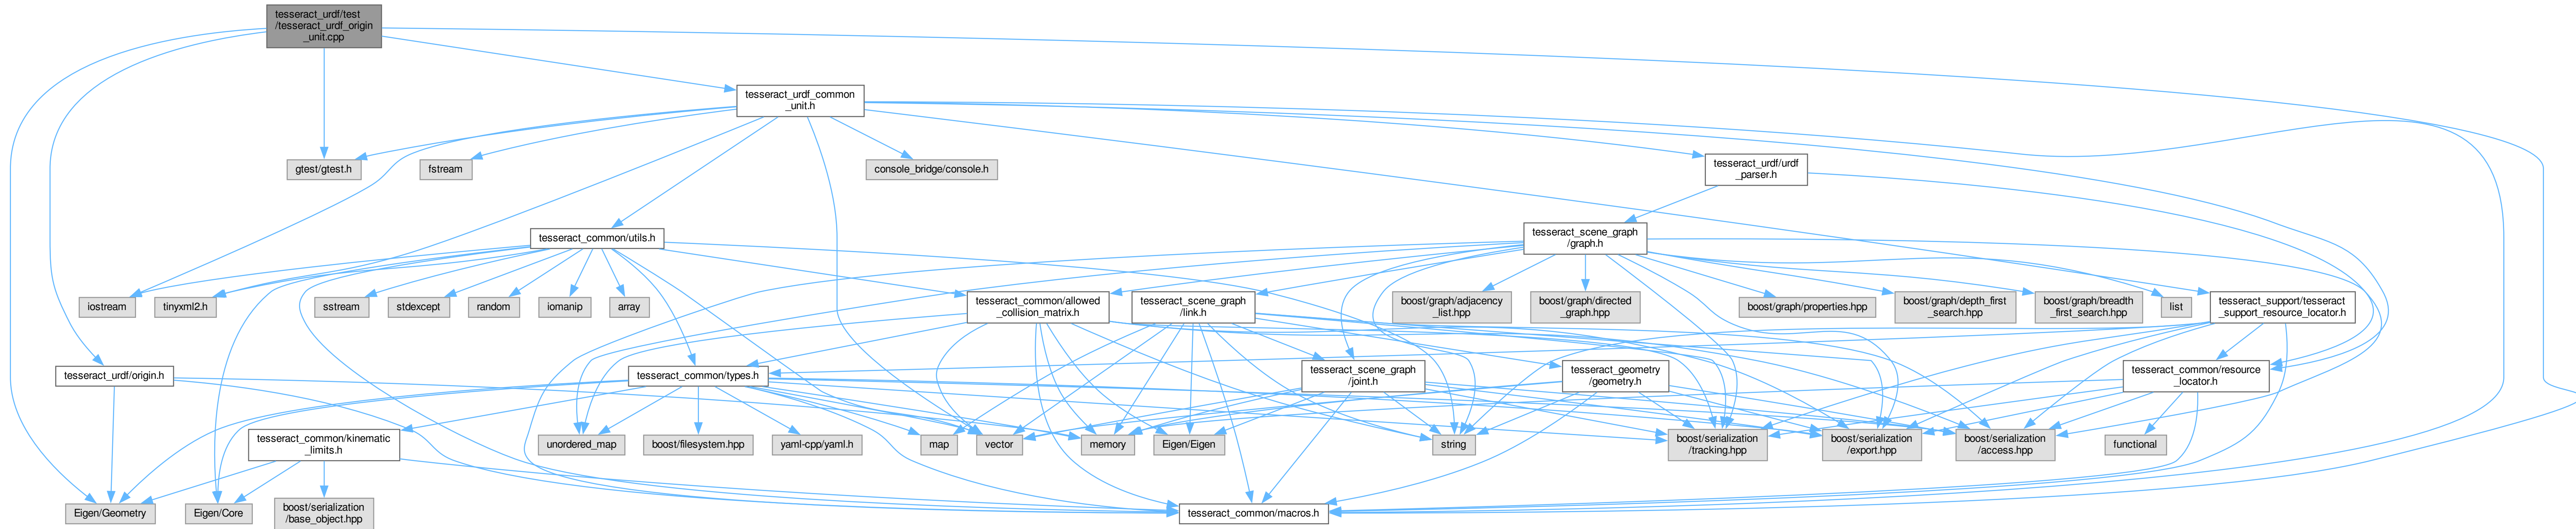 tesseract_urdf/test
/tesseract_urdf_origin
_unit.cpp
tesseract_urdf_common
_unit.h
gtest/gtest.h
fstream
console_bridge/console.h
tesseract_urdf/urdf
_parser.h
tesseract_common/utils.h
tesseract_scene_graph
/graph.h
iostream
tinyxml2.h
sstream
stdexcept
random
iomanip
array
tesseract_common/allowed
_collision_matrix.h
tesseract_scene_graph
/link.h
boost/graph/adjacency
_list.hpp
boost/graph/directed
_graph.hpp
boost/graph/properties.hpp
boost/graph/depth_first
_search.hpp
boost/graph/breadth
_first_search.hpp
list
tesseract_support/tesseract
_support_resource_locator.h
tesseract_urdf/origin.h
tesseract_common/types.h
tesseract_scene_graph
/joint.h
tesseract_geometry
/geometry.h
tesseract_common/resource
_locator.h
tesseract_common/kinematic
_limits.h
unordered_map
boost/filesystem.hpp
yaml-cpp/yaml.h
map
vector
memory
Eigen/Eigen
string
boost/serialization
/tracking.hpp
boost/serialization
/export.hpp
boost/serialization
/access.hpp
functional
Eigen/Geometry
Eigen/Core
boost/serialization
/base_object.hpp
tesseract_common/macros.h